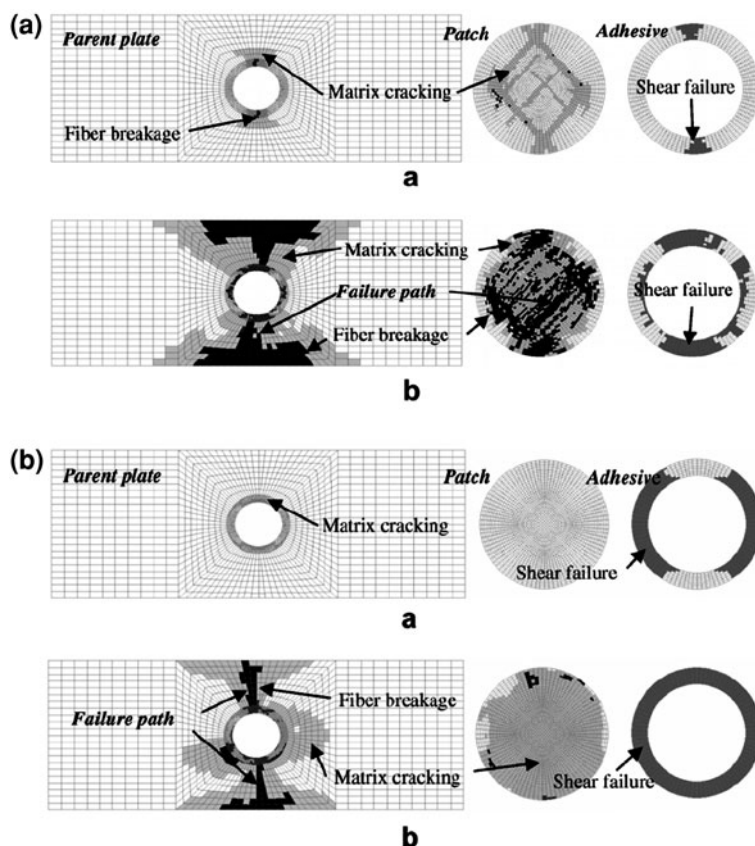 (a)
Parent plate
Patch
Adhesive
Matrix cracking
Shear failure
Fiber breakage
a
Matrix cracking
Failure path
Shear failure
Fiber breakage
b
(b)
Parent plate
Patch
Adhesive
Matrix cracking
Shear failure
a
Fiber breakage
Failure path
Matrix cracking
Shear failure
b